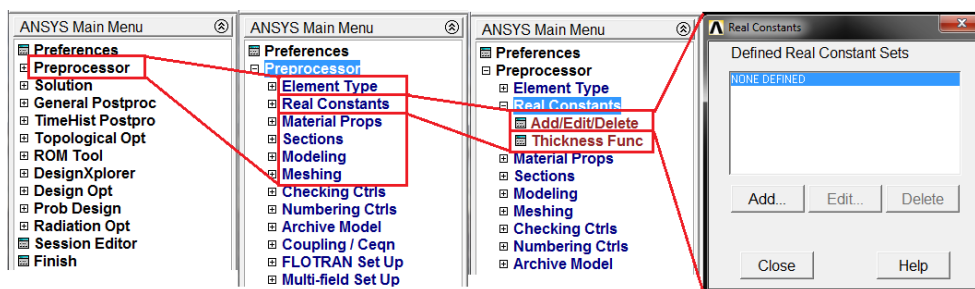 ANSYS Main Menu
Preferences
Preprocessor
Solution
General Postproc
TimeHist Postpro
Topological Opt
ROM Tool
DesignXplorer
Design Opt
Prob Design
Radiation Opt
Session Editor
Finish
ANSYS Main Menu
Preferences
Preprocessor
Element Type
Real Constants
Material Props
Sections
Modeling
Meshing
Checking Ctrls
Numbering Ctrls
Archive Model
Coupling / Ceqn
FLOTRAN Set Up
Multi-field Set Up
ANSYS Main Menu
Preferences
Preprocessor
Element Type
Real Constants
Add/Edit/Delete
Thickness Func
Material Props
Sections
Modeling
Meshing
Checking Ctrls
Numbering Ctrls
Archive Model
Real Constants
Defined Real Constant Sets
NONE DEFINED
Add... Edit... Delete
Close Help